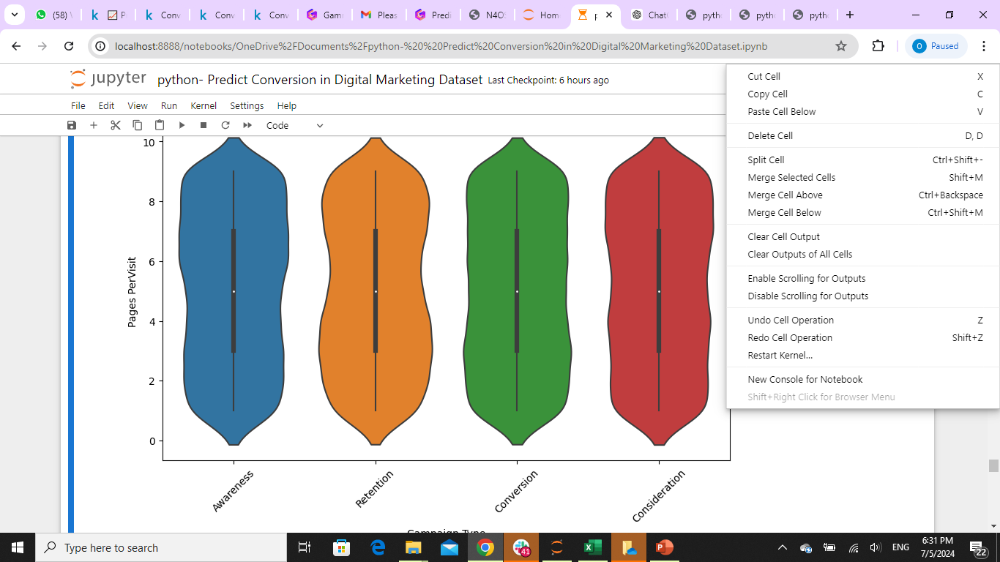 (58) \
P
Conv
Conv
Conv
Gam
Pleas
Predi
N4O
Hom
p
Chat
pyth
pyth
pyth
localhost:8888/notebooks/OneDrive%2FDocuments%2Fpython-%20%20Predict%20Conversion%20in%20Digital%20Marketing%20Dataset.ipynb
O Paused
jupyter python- Predict Conversion in Digital Marketing Dataset Last Checkpoint: 6 hours ago
File Edit View Run Kernel Settings Help
Code
Cut Cell X
Copy Cell C
Paste Cell Below V
Delete Cell D, D
Split Cell Ctrl+Shift+-
Merge Selected Cells Shift+M
Merge Cell Above Ctrl+Backspace
Merge Cell Below Ctrl+Shift+M
Clear Cell Output
Clear Outputs of All Cells
Enable Scrolling for Outputs
Disable Scrolling for Outputs
Undo Cell Operation Z
Redo Cell Operation Shift+Z
Restart Kernel...
New Console for Notebook
Shift+Right Click for Browser Menu
10
8
6
4
2
0
Pages PerVisit
Awareness
Retention
Conversion
Consideration
Campaign Type
Type here to search
41
ENG
6:31 PM
7/5/2024
22